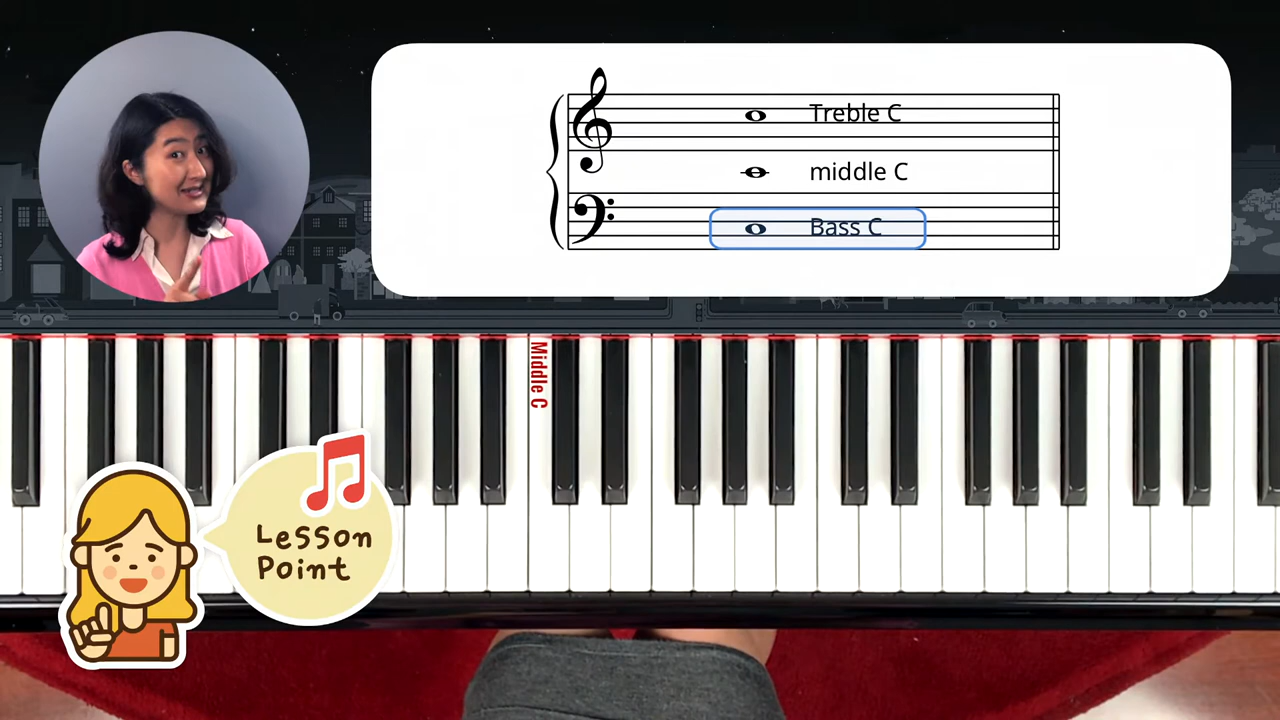 Treble C
middle C
Bass C
Middle C
Lesson
Point